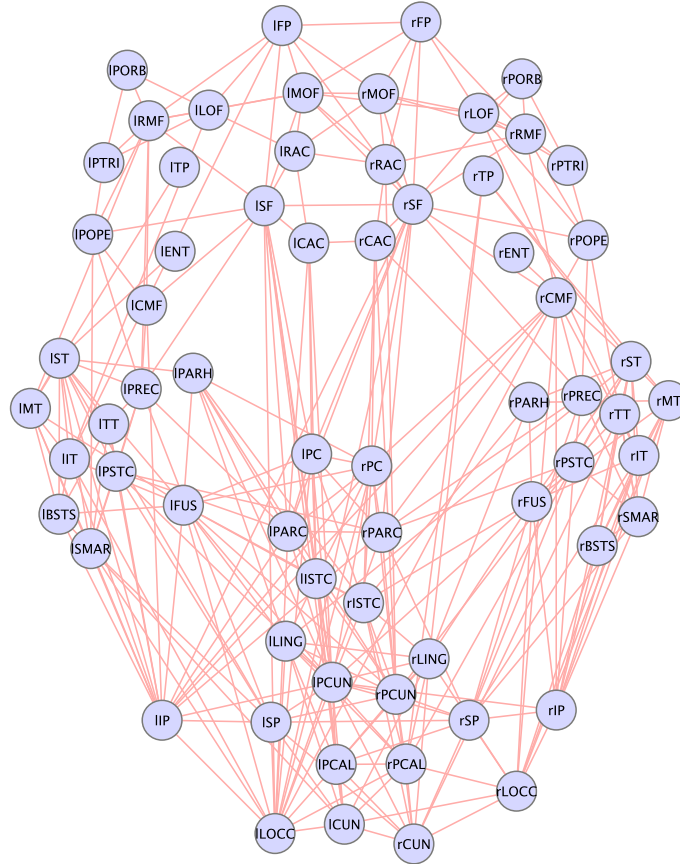 lFP
rFP
lPORB
rPORB
lMOF
rMOF
lLOF
rLOF
lRMF
rRMF
lRAC
rRAC
lPTRI
lTP
rTP
rPTRI
lSF
rSF
lPOPE
lCAC
rCAC
rPOPE
lENT
rENT
lCMF
rCMF
lST
rST
lPARH
lPREC
rPARH
rPREC
rMT
lMT
rTT
lTT
lPC
rPC
lIT
rIT
lPSTC
rPSTC
lFUS
rFUS
lBSTS
rSMAR
lPARC
rPARC
lSMAR
rBSTS
lISTC
rISTC
lLING
rLING
lPCUN
rPCUN
lIP
lSP
rSP
rIP
lPCAL
rPCAL
rLOCC
lLOCC
lCUN
rCUN